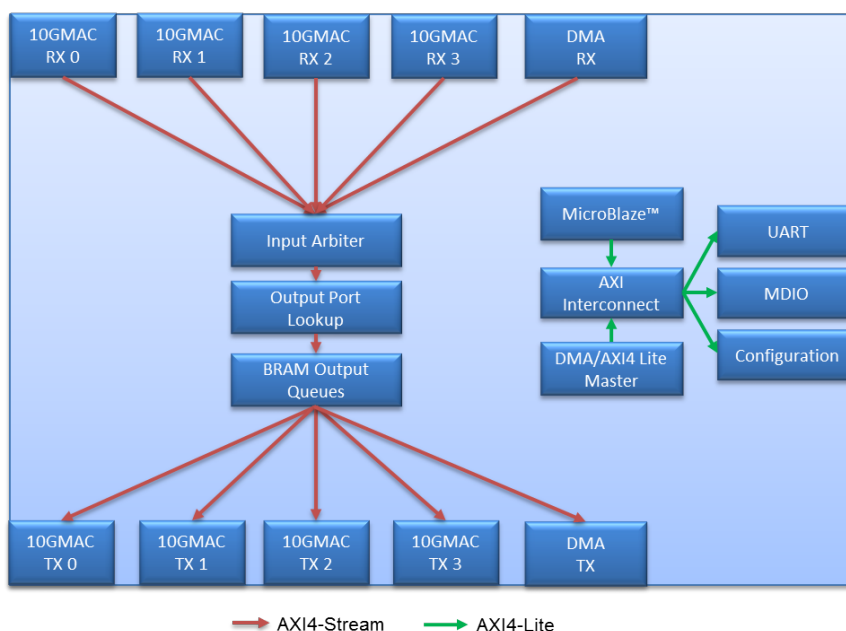 10GMAC
RX 0
10GMAC
RX 1
10GMAC
RX 2
10GMAC
RX 3
DMA
RX
Input Arbiter
Output Port
Lookup
BRAM Output
Queues
MicroBlaze™
AXI
Interconnect
DMA/AXI4 Lite
Master
UART
MDIO
Configuration
10GMAC
TX 0
10GMAC
TX 1
10GMAC
TX 2
10GMAC
TX 3
DMA
TX
AXI4-Stream
AXI4-Lite